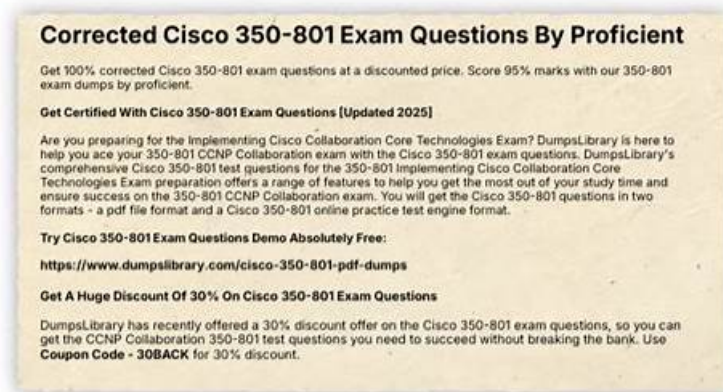 Corrected Cisco 350-801 Exam Questions By Proficient
Get 100% corrected Cisco 350-801 exam questions at a discounted price. Score 95% marks with our 350-801
exam dumps by proficient.
Get Certified With Cisco 350-801 Exam Questions [Updated 2025]
Are you preparing for the Implementing Cisco Collaboration Core Technologies Exam? DumpsLibrary is here to
help you ace your 350-801 CCNP Collaboration exam with the Cisco 350-801 exam questions. DumpsLibrary's
comprehensive Cisco 350-801 test questions for the 350-801 Implementing Cisco Collaboration Core
Technologies Exam preparation offers a range of features to help you get the most out of your study time and
ensure success on the 350-801 CCNP Collaboration exam. You will get the Cisco 350-801 questions in two
formats - a pdf file format and a Cisco 350-801 online practice test engine format.
Try Cisco 350-801 Exam Questions Demo Absolutely Free:
https://www.dumpslibrary.com/cisco-350-801-pdf-dumps
Get A Huge Discount Of 30% On Cisco 350-801 Exam Questions
DumpsLibrary has recently offered a 30% discount offer on the Cisco 350-801 exam questions, so you can
get the CCNP Collaboration 350-801 test questions you need to succeed without breaking the bank. Use
Coupon Code - 30BACK for 30% discount.